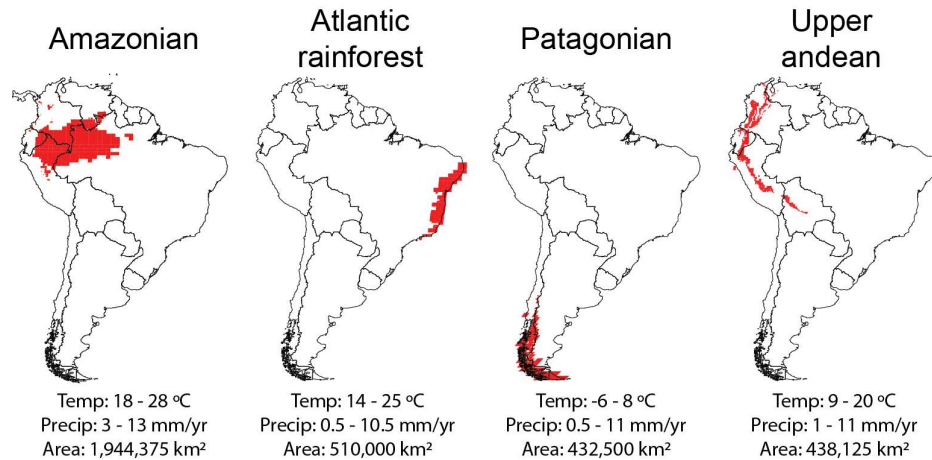 Amazonian
Atlantic
rainforest
Patagonian
Upper
andean
Temp: 18 - 28 ºC
Precip: 3 - 13 mm/yr
Area: 1,944,375 km²
Temp: 14 - 25 ºC
Precip: 0.5 - 10.5 mm/yr
Area: 510,000 km²
Temp: -6 - 8 ºC
Precip: 0.5 - 11 mm/yr
Area: 432,500 km²
Temp: 9 - 20 ºC
Precip: 1 - 11 mm/yr
Area: 438,125 km²